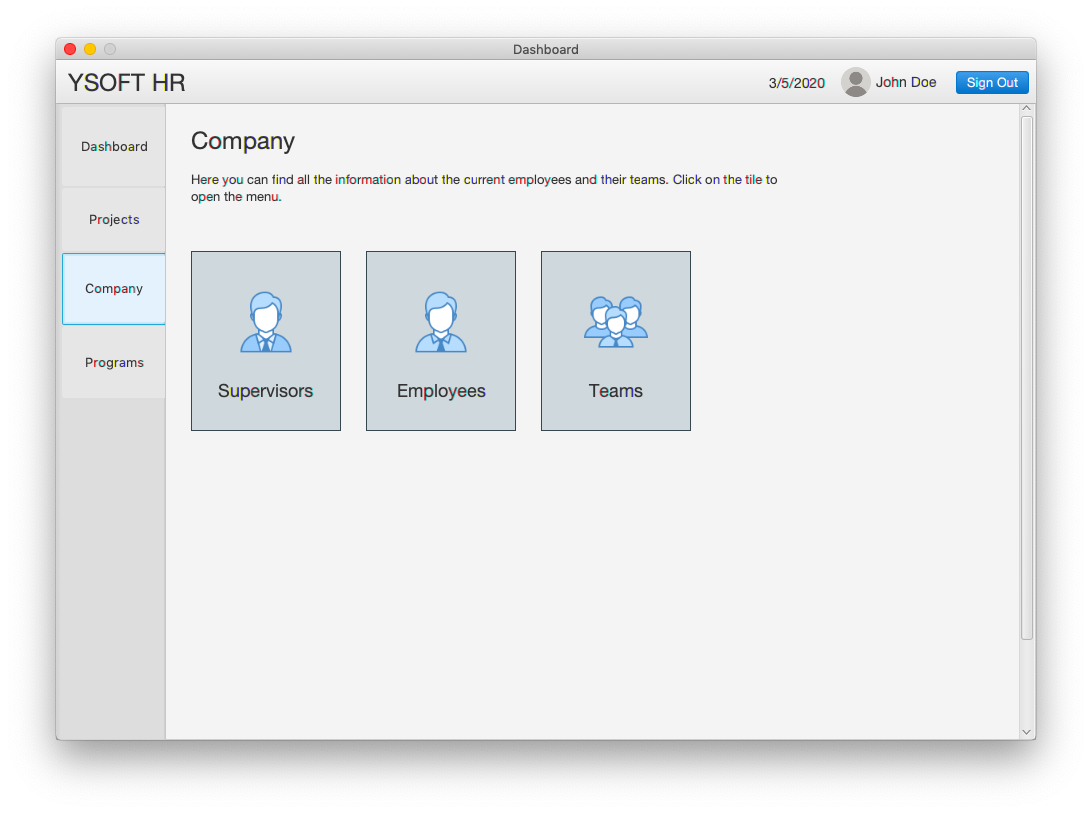 Dashboard
YSOFT HR
3/5/2020
John Doe
Sign Out
Dashboard
Projects
Company
Programs
Company
Here you can find all the information about the current employees and their teams. Click on the tile to
open the menu.
Supervisors
Employees
Teams